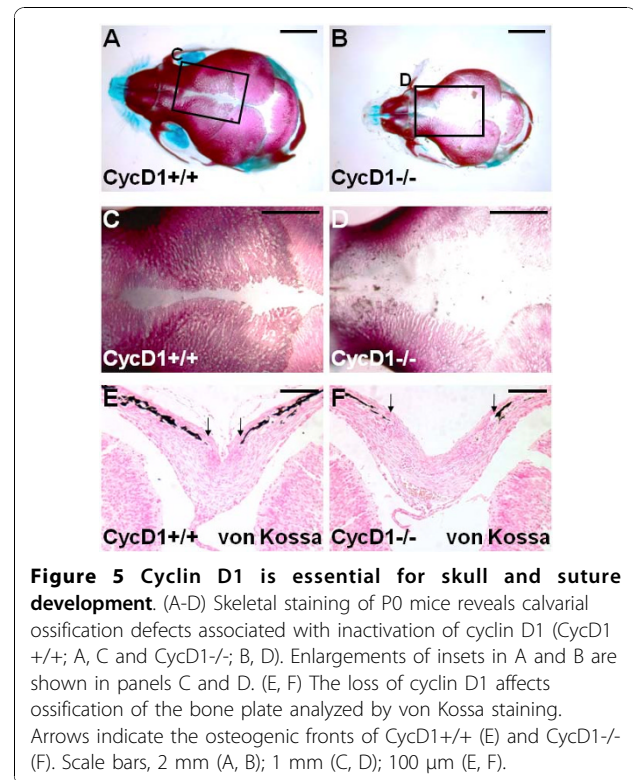 A
B
C
D
CycD1+/+
CycD1-/-
C
D
CycD1+/+
CycD1-/-
E
F
CycD1+/+ von Kossa
CycD1-/- von Kossa
Figure 5 Cyclin D1 is essential for skull and suture
development. (A-D) Skeletal staining of P0 mice reveals calvarial
ossification defects associated with inactivation of cyclin D1 (CycD1
+/+; A, C and CycD1-/-; B, D). Enlargements of insets in A and B are
shown in panels C and D. (E, F) The loss of cyclin D1 affects
ossification of the bone plate analyzed by von Kossa staining.
Arrows indicate the osteogenic fronts of CycD1+/+ (E) and CycD1-/-
(F). Scale bars, 2 mm (A, B); 1 mm (C, D); 100 μm (E, F).